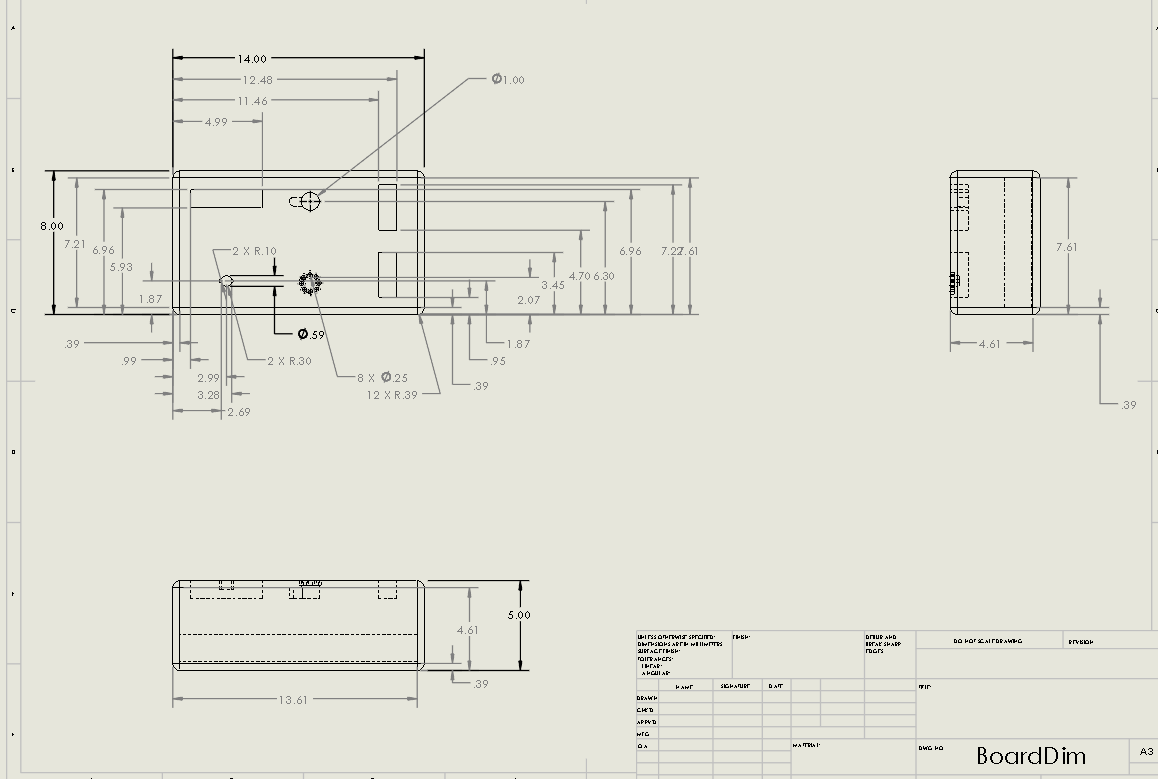 14.00
12.48
Ø1.00
11.46
4.99
8.00
7.21
6.96
5.93
1.87
2 X R.10
Ø.59
6.96
7.22
7.61
4.70
6.30
3.45
2.07
1.87
.95
.39
.39
.99
2 X R.30
2.99
8 X Ø.25
3.28
12 X R.39
2.69
7.61
4.61
.39
5.00
4.61
.39
13.61
UNLESS OTHERWISE SPECIFIED:
DIMENSIONS ARE IN MILLIMETERS
SURFACE FINISH:
TOLERANCES:
LINEAR:
ANGULAR:
FINISH:
DEBUR AND
BREAK SHARP
EDGES
DO NOT SCALE DRAWING
REVISION
NAME
SIGNATURE
DATE
TITLE:
DRAWN
CHK'D
APPV'D
MFG
Q.A
MATERIAL:
DWG NO.
BoardDim
A3